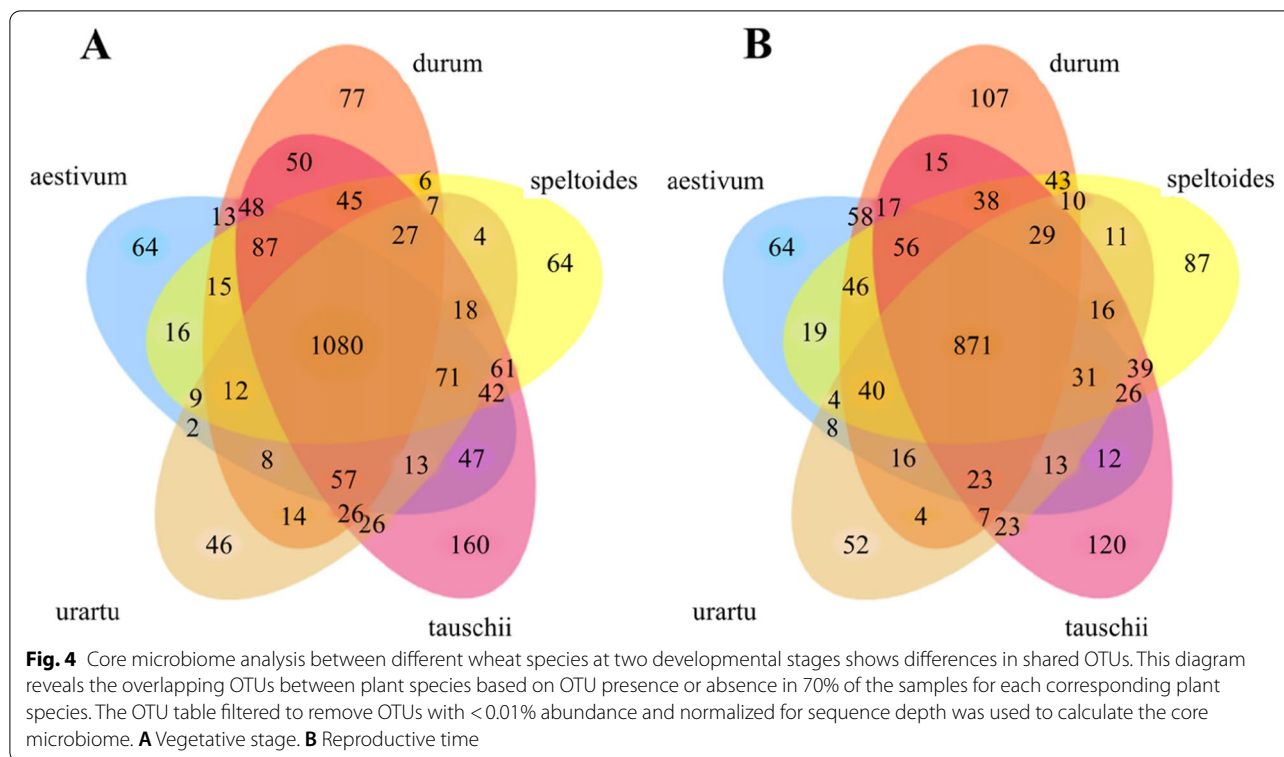 A B
durum durum
77 107
aestivum aestivum
50 15
speltoides speltoides
6 43
7 10
13 48 45 58 17 38
64 87 27 4 64 64 56 29 11 87
15 46
18 16
16 19
1080 871
61 39
71 31
12 42 40 26
9 4
2 8
8 13 47 16 13 12
57 23
14 26 26 4 7 23
46 160 52 120
urartu urartu
tauschii tauschii
Fig. 4 Core microbiome analysis between different wheat species at two developmental stages shows differences in shared OTUs. This diagram
reveals the overlapping OTUs between plant species based on OTU presence or absence in 70% of the samples for each corresponding plant
species. The OTU table filtered to remove OTUs with <0.01% abundance and normalized for sequence depth was used to calculate the core
microbiome. A Vegetative stage. B Reproductive time